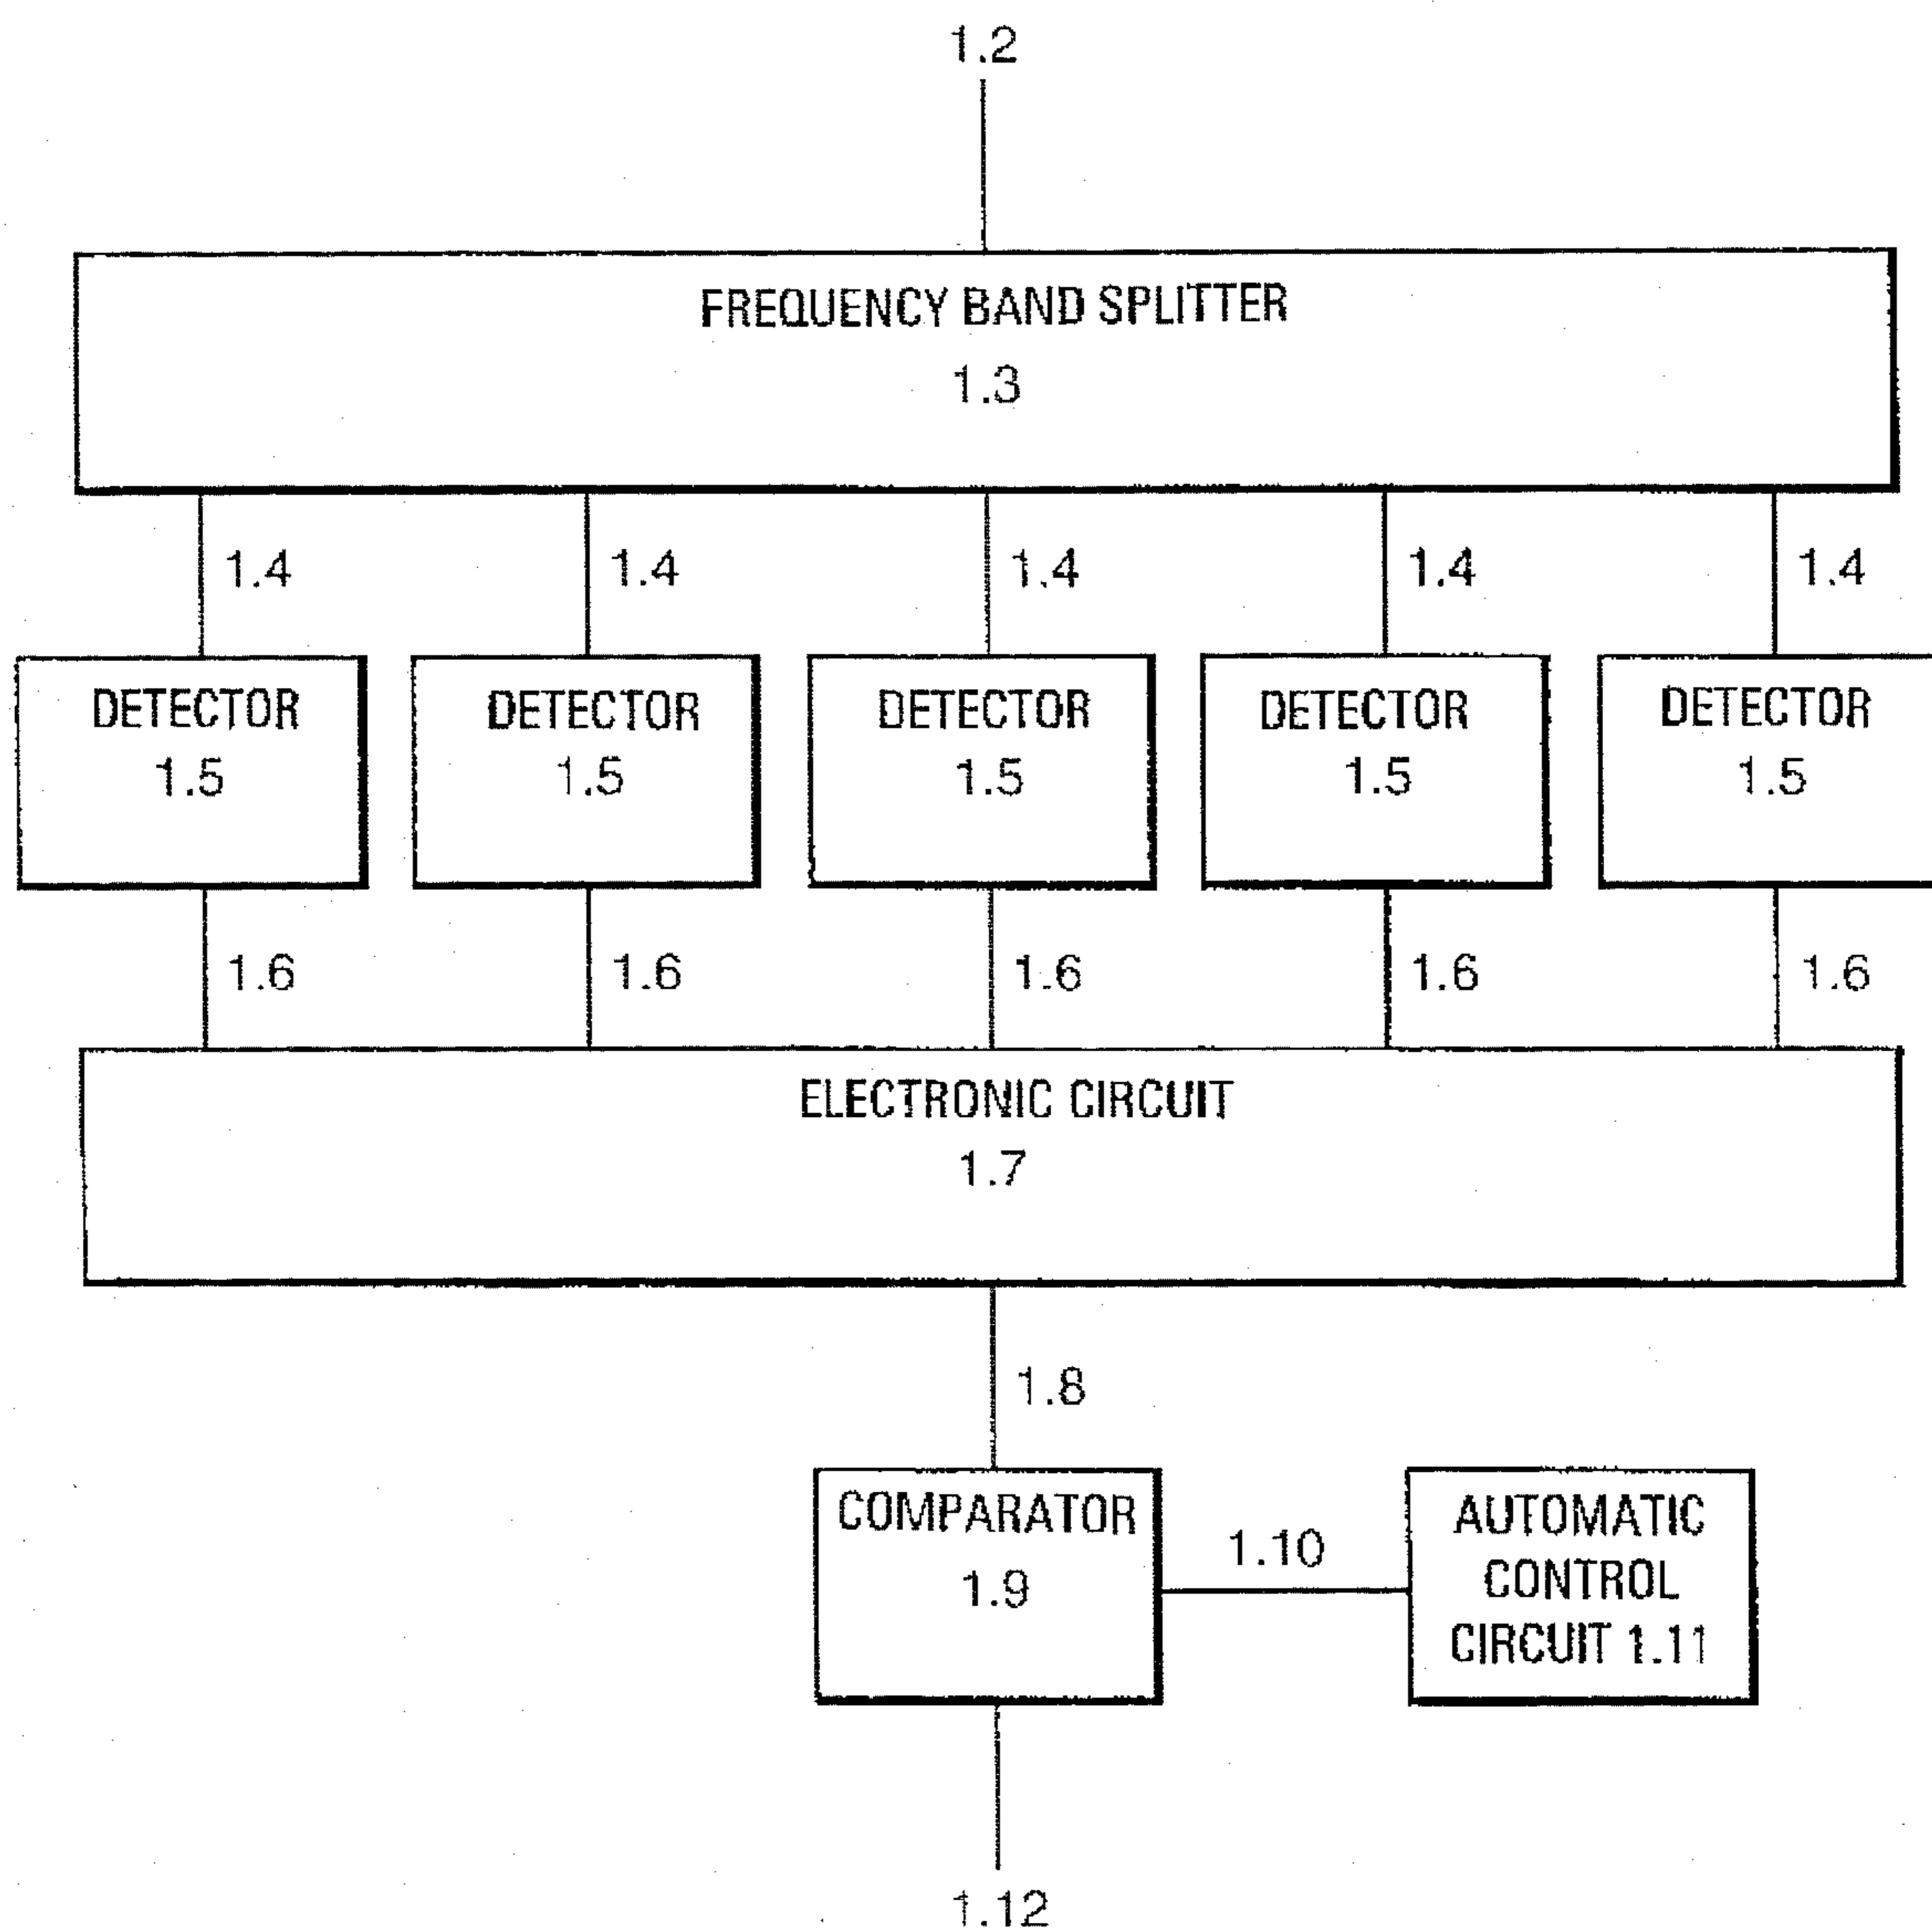 1.2
FREQUENCY BAND SPLITTER
1.3
1.4 1.4 1.4 1.4 1.4
DETECTOR DETECTOR DETECTOR DETECTOR DETECTOR
1.5 1.5 1.5 1.5 1.5
1.6 1.6 1.6 1.6 1.6
ELECTRONIC CIRCUIT
1.7
1.8
COMPARATOR
1.9
1.10
AUTOMATIC
CONTROL
CIRCUIT 1.11
1.12